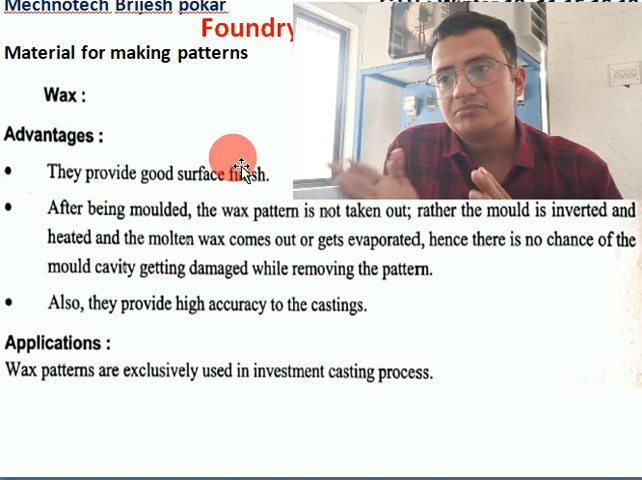 Mechnotech Brijesh pokar
Foundry
Material for making patterns
Wax :
Advantages :
• They provide good surface finish.
• After being moulded, the wax pattern is not taken out; rather the mould is inverted and
heated and the molten wax comes out or gets evaporated, hence there is no chance of the
mould cavity getting damaged while removing the pattern.
• Also, they provide high accuracy to the castings.
Applications :
Wax patterns are exclusively used in investment casting process.